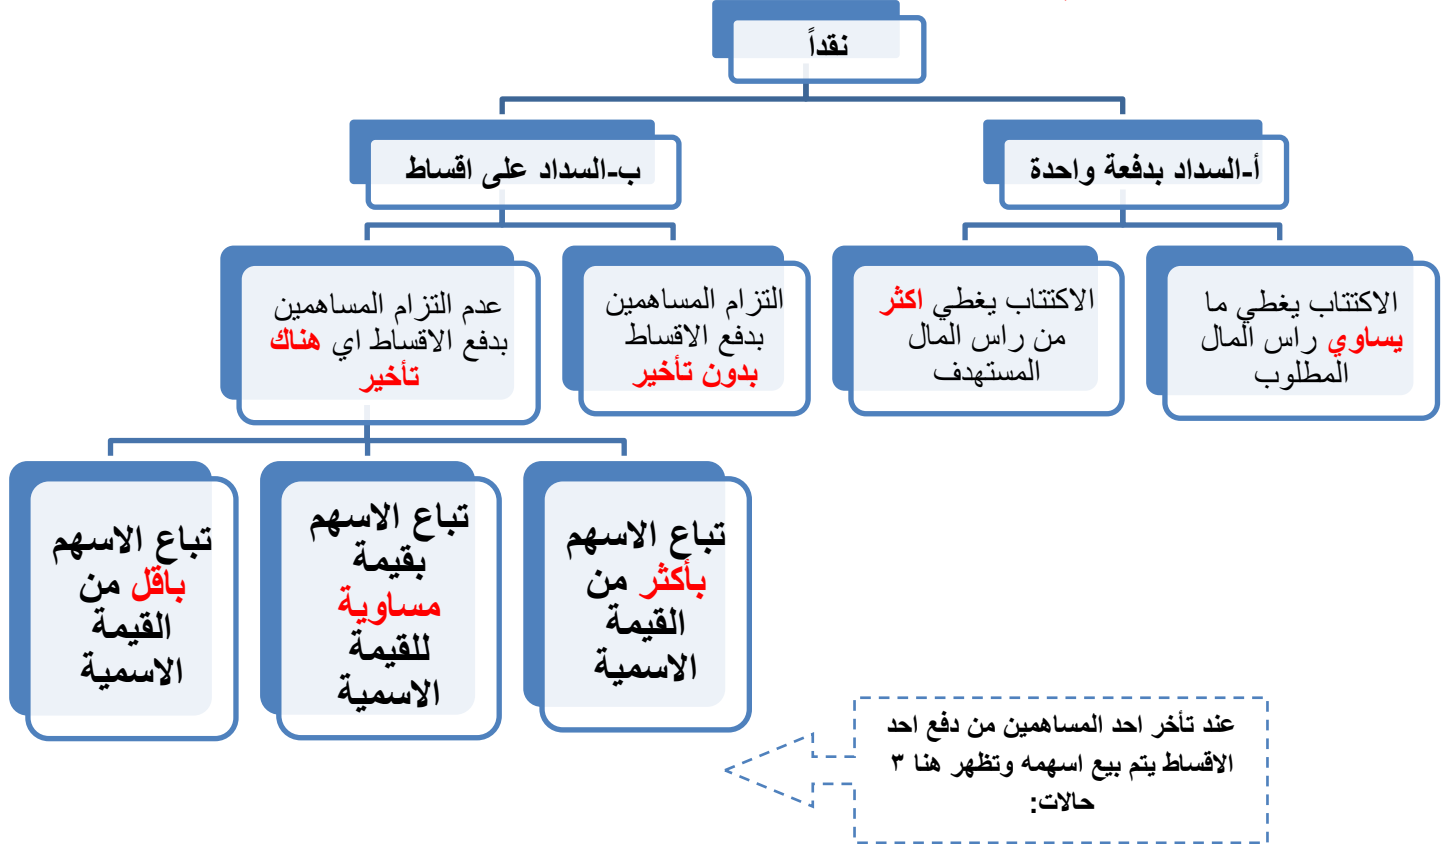 نقداً
أ-السداد بدفعة واحدة
ب-السداد على اقساط
الاكتتاب يغطي ما
يساوي راس المال
المطلوب
الاكتتاب يغطي اكثر
من راس المال
المستهدف
التزام المساهمين
بدفع الاقساط
بدون تأخير
عدم التزام المساهمين
بدفع الاقساط اي هناك
تأخير
تباع الاسهم
بأكثر من
القيمة
الاسمية
تباع الاسهم
بقيمة
مساوية
للقيمة
الاسمية
تباع الاسهم
باقل من
القيمة
الاسمية
عند تأخر احد المساهمين من دفع احد
الاقساط يتم بيع اسهمه وتظهر هنا ٣
حالات: